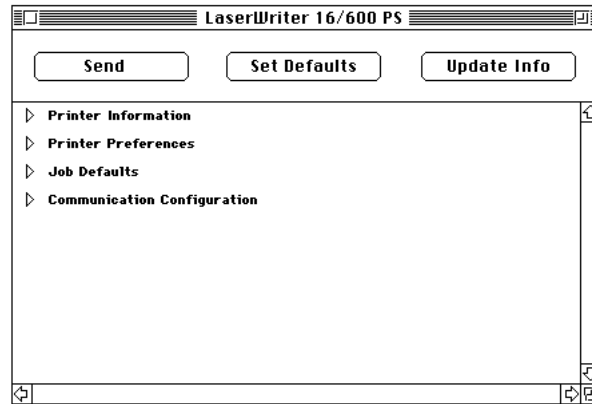 LaserWriter 16/600 PS
Send Set Defaults Update Info
Printer Information
Printer Preferences
Job Defaults
Communication Configuration